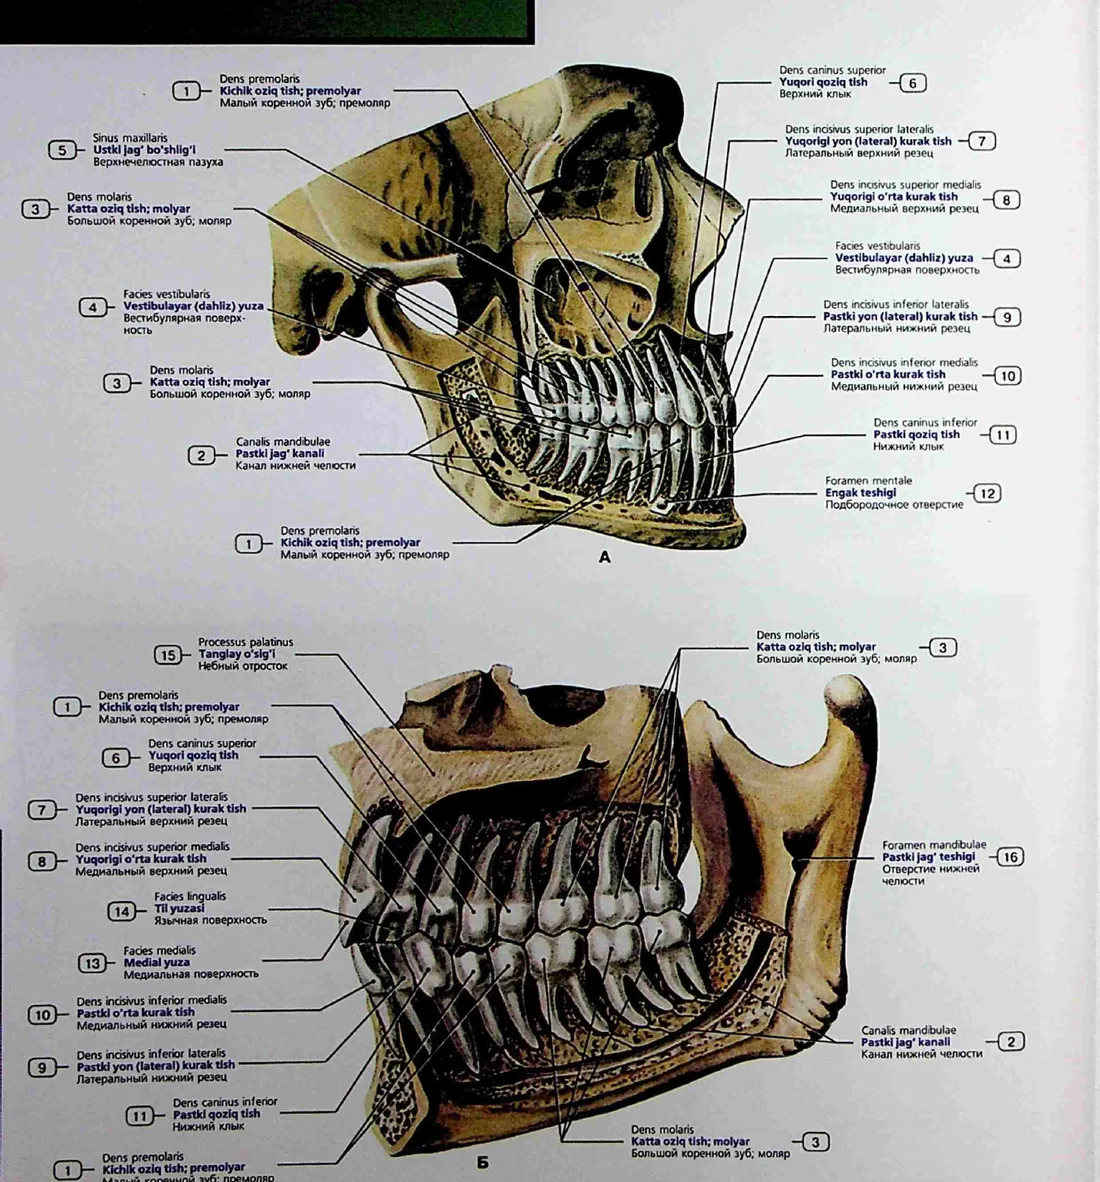 Dens premolaris
1
Kichik oziq tish; premolyar
Малый коренной зуб; премоляр
Sinus maxillaris
5
Ustki jag' bo'shlig'i
Верхнечелюстная пазуха
Dens molaris
3
Katta oziq tish; molyar
Большой коренной зуб; моляр
Facies vestibularis
4
Vestibulayar (dahliz) yuza
Вестибулярная поверх-
ность
Dens molaris
3
Katta oziq tish; molyar
Большой коренной зуб; моляр
Canalis mandibulae
2
Pastki jag' kanali
Канал нижней челюсти
Dens premolaris
1
Kichik oziq tish; premolyar
Малый коренной зуб; премоляр
Dens caninus superior
Yuqori qoziq tish
6
Верхний клык
Dens incisivus superior lateralis
Yuqorigi yon (lateral) kurak tish
7
Латеральный верхний резец
Dens incisivus superior medialis
Yuqorigi o'rta kurak tish
8
Медиальный верхний резец
Facies vestibularis
Vestibulayar (dahliz) yuza
4
Вестибулярная поверхность
Dens incisivus inferior lateralis
Pastki yon (lateral) kurak tish
9
Латеральный нижний резец
Dens incisivus inferior medialis
Pastki o'rta kurak tish
10
Медиальный нижний резец
Dens caninus inferior
Pastki qoziq tish
11
Нижний клык
Foramen mentale
Engak teshigi
12
Подбородочное отверстие
А
Processus palatinus
15
Tanglay o'sig'i
Небный отросток
Dens premolaris
1
Kichik oziq tish; premolyar
Малый коренной зуб; премоляр
Dens caninus superior
6
Yuqori qoziq tish
Верхний клык
Dens incisivus superior lateralis
7
Yuqorigi yon (lateral) kurak tish
Латеральный верхний резец
Dens incisivus superior medialis
8
Yuqorigi o'rta kurak tish
Медиальный верхний резец
Facies lingualis
14
Til yuzasi
Язычная поверхность
Facies medialis
13
Medial yuza
Медиальная поверхность
Dens incisivus inferior medialis
10
Pastki o'rta kurak tish
Медиальный нижний резец
Dens incisivus inferior lateralis
9
Pastki yon (lateral) kurak tish
Латеральный нижний резец
Dens caninus inferior
11
Pastki qoziq tish
Нижний клык
Dens premolaris
1
Kichik oziq tish; premolyar
Малый коренной зуб; премоляр
Dens molaris
Katta oziq tish; molyar
3
Большой коренной зуб; моляр
Foramen mandibulae
Pastki jag' teshigi
16
Отверстие нижней
челюсти
Canalis mandibulae
Pastki jag' kanali
2
Канал нижней челюсти
Dens molaris
Katta oziq tish; molyar
3
Большой коренной зуб; моляр
Б